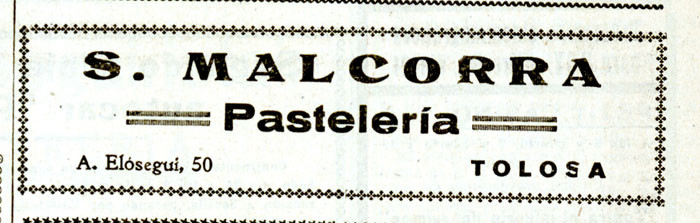 S. MALCORRA
Pastelería
A. Elósegui, 50
TOLOSA